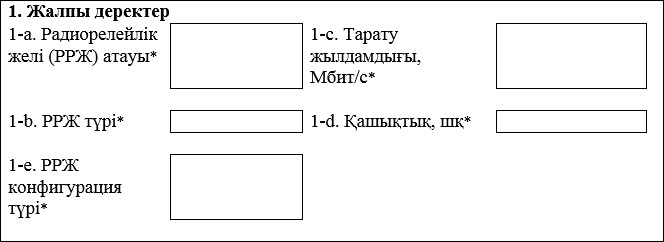 1. Жалпы деректер
1-a. Радиорелейлік желі (РРЖ) атауы*
1-c. Тарату жылдамдығы, Мбит/с*
1-b. РРЖ түрі*
1-d. Қашықтық, шқ*
1-e. РРЖ конфигурация түрі*